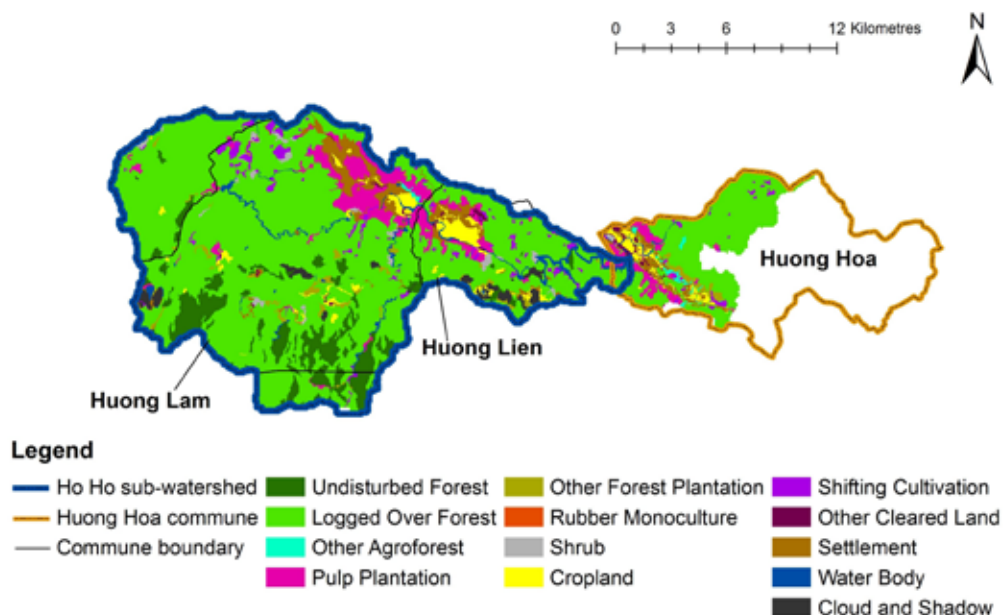 0 3 6 12 Kilometres
N
Huong Hoa
Huong Lien
Huong Lam
Legend
Ho Ho sub-watershed
Huong Hoa commune
Commune boundary
Undisturbed Forest
Logged Over Forest
Other Agroforest
Pulp Plantation
Other Forest Plantation
Rubber Monoculture
Shrub
Cropland
Shifting Cultivation
Other Cleared Land
Settlement
Water Body
Cloud and Shadow